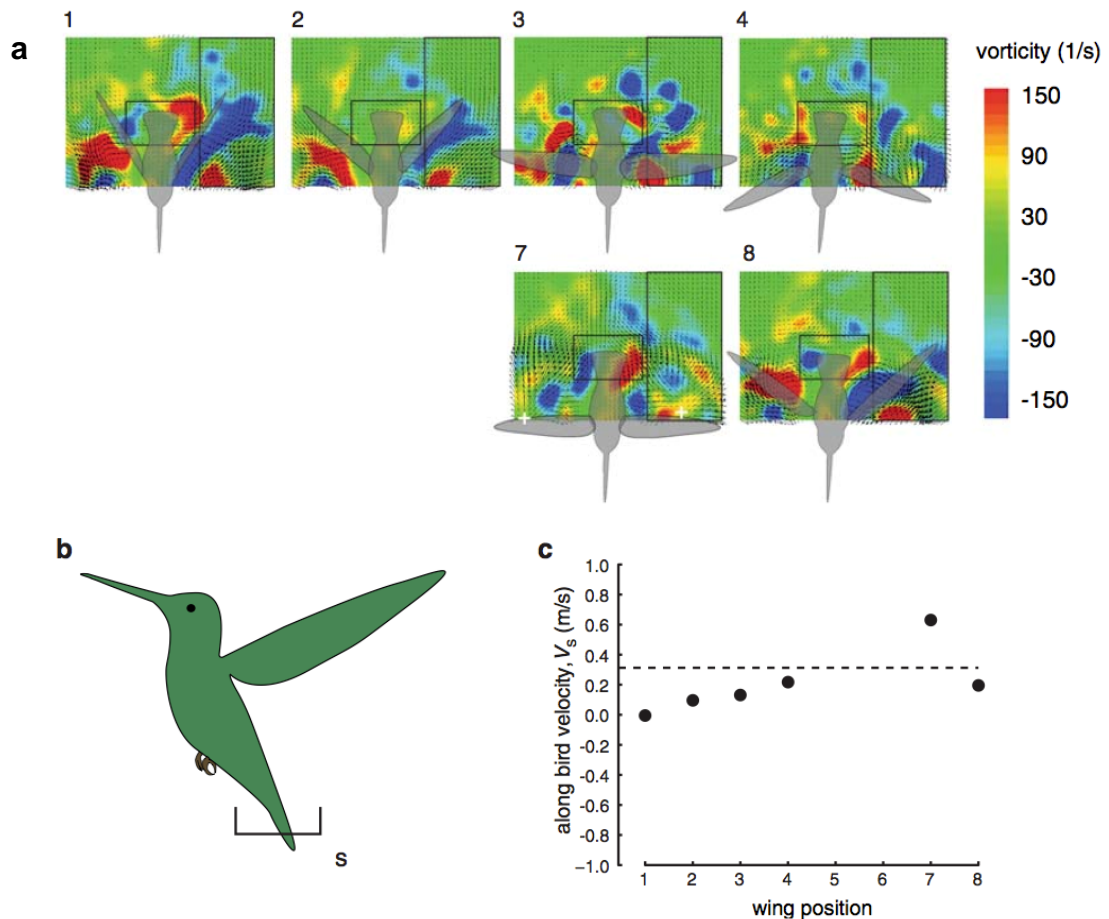 a
1 2 3 4
vorticity (1/s)
150
90
30
-30
-90
-150
7 8
b
s
c
along bird velocity, Vs (m/s)
1.0
0.8
0.6
0.4
0.2
0.0
-0.2
-0.4
-0.6
-0.8
−1.0
1 2 3 4 5 6 7 8
wing position